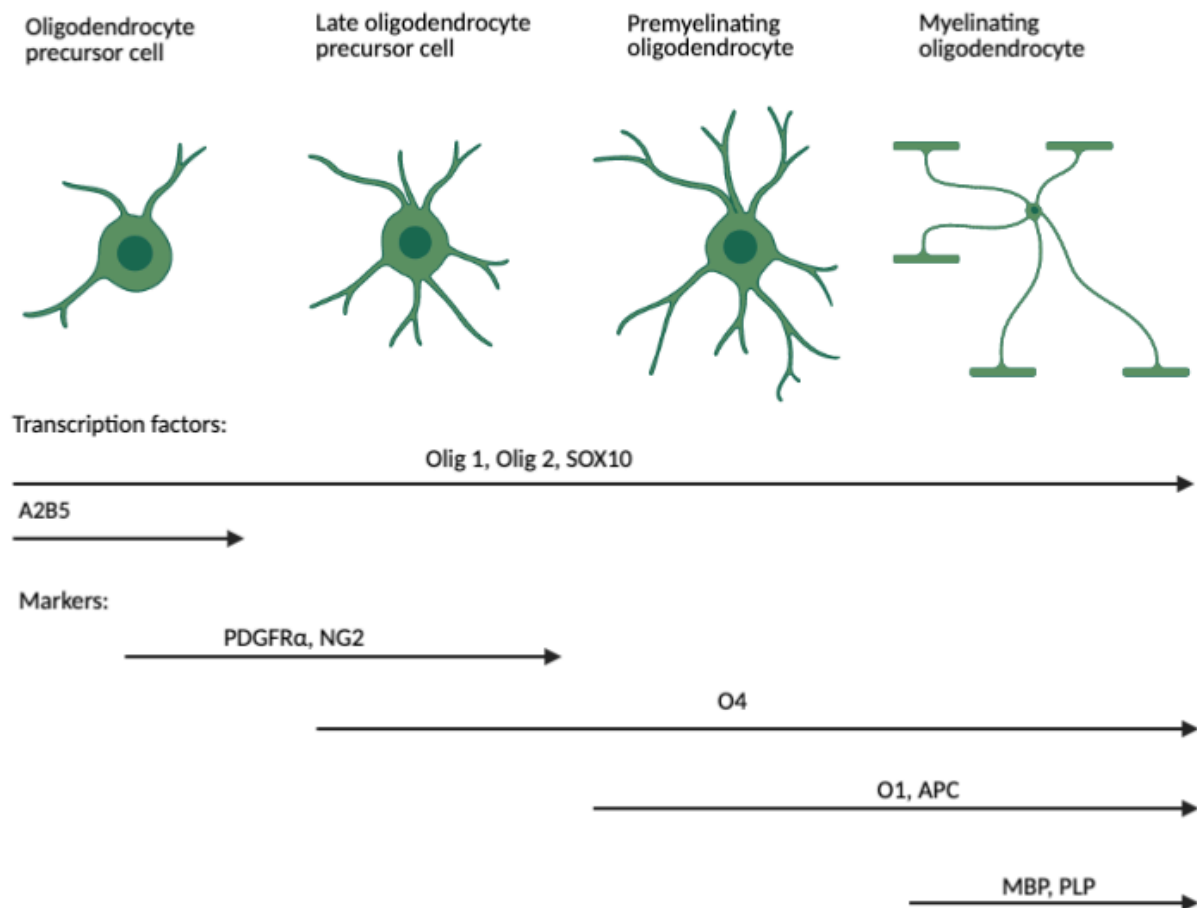 Oligodendrocyte
precursor cell
Late oligodendrocyte
precursor cell
Premyelinating
oligodendrocyte
Myelinating
oligodendrocyte
Transcription factors:
Olig 1, Olig 2, SOX10
A2B5
Markers:
PDGFRα, NG2
O4
O1, APC
MBP, PLP